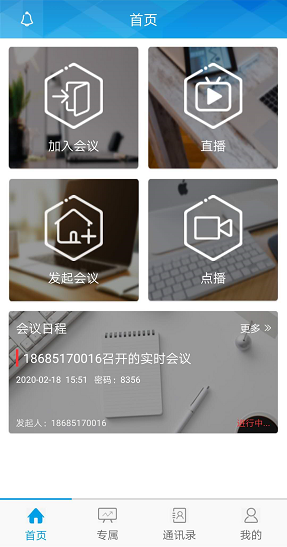 首页
加入会议
直播
发起会议
点播
会议日程
更多
18685170016召开的实时会议
2020-02-18 15:51 密码：8356
发起人：18685170016
进行中...
首页
专属
通讯录
我的